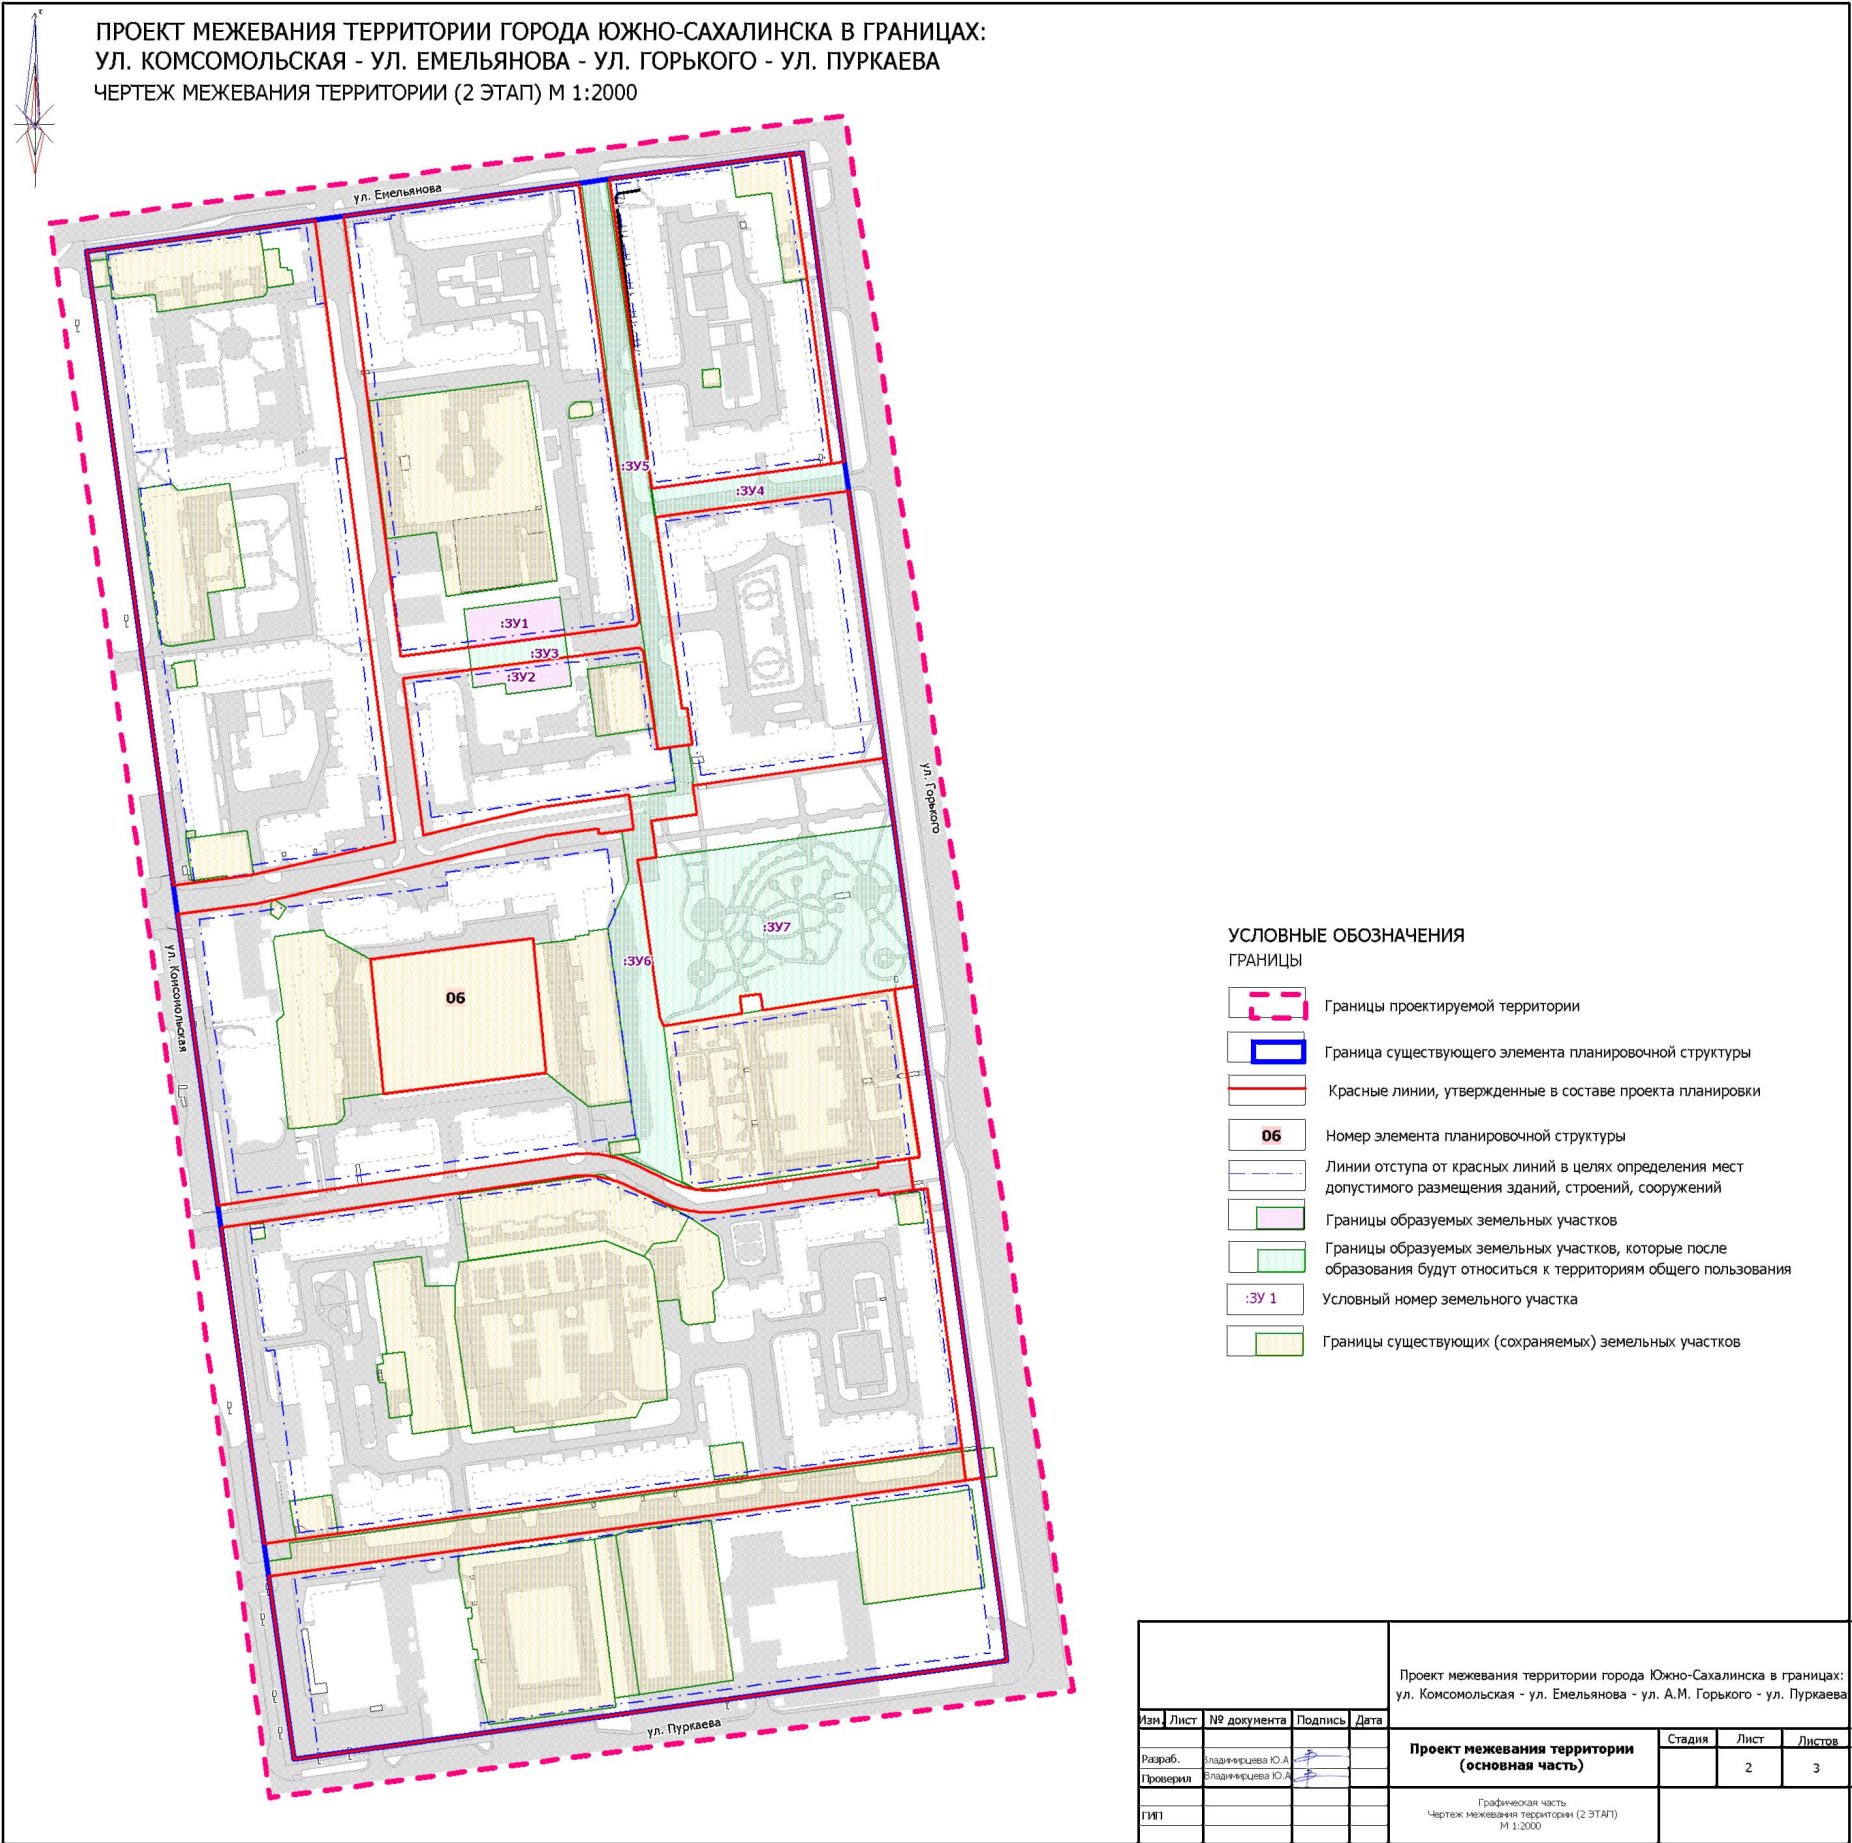 ПРОЕКТ МЕЖЕВАНИЯ ТЕРРИТОРИИ ГОРОДА ЮЖНО-САХАЛИНСКА В ГРАНИЦАХ:
УЛ. КОМСОМОЛЬСКАЯ - УЛ. ЕМЕЛЬЯНОВА - УЛ. ГОРЬКОГО - УЛ. ПУРКАЕВА
ЧЕРТЕЖ МЕЖЕВАНИЯ ТЕРРИТОРИИ (2 ЭТАП) М 1:2000
ул. Емельянова
:ЗУ5
:ЗУ4
:ЗУ1
:ЗУ3
:ЗУ2
ул. Горького
:ЗУ7
:ЗУ6
06
ул. Комсомольская
ул. Пуркаева
УСЛОВНЫЕ ОБОЗНАЧЕНИЯ
ГРАНИЦЫ
Границы проектируемой территории
Граница существующего элемента планировочной структуры
Красные линии, утвержденные в составе проекта планировки
06 Номер элемента планировочной структуры
Линии отступа от красных линий в целях определения мест
допустимого размещения зданий, строений, сооружений
Границы образуемых земельных участков
Границы образуемых земельных участков, которые после
образования будут относиться к территориям общего пользования
:ЗУ 1 Условный номер земельного участка
Границы существующих (сохраняемых) земельных участков
Проект межевания территории города Южно-Сахалинска в границах:
ул. Комсомольская - ул. Емельянова - ул. А.М. Горького - ул. Пуркаева
Изм. Лист № документа Подпись Дата
Разраб. Владимирцева Ю.А
Проверил Владимирцева Ю.А
ГИП
Проект межевания территории
(основная часть)
Стадия Лист Листов
2 3
Графическая часть
Чертеж межевания территории (2 ЭТАП)
М 1:2000